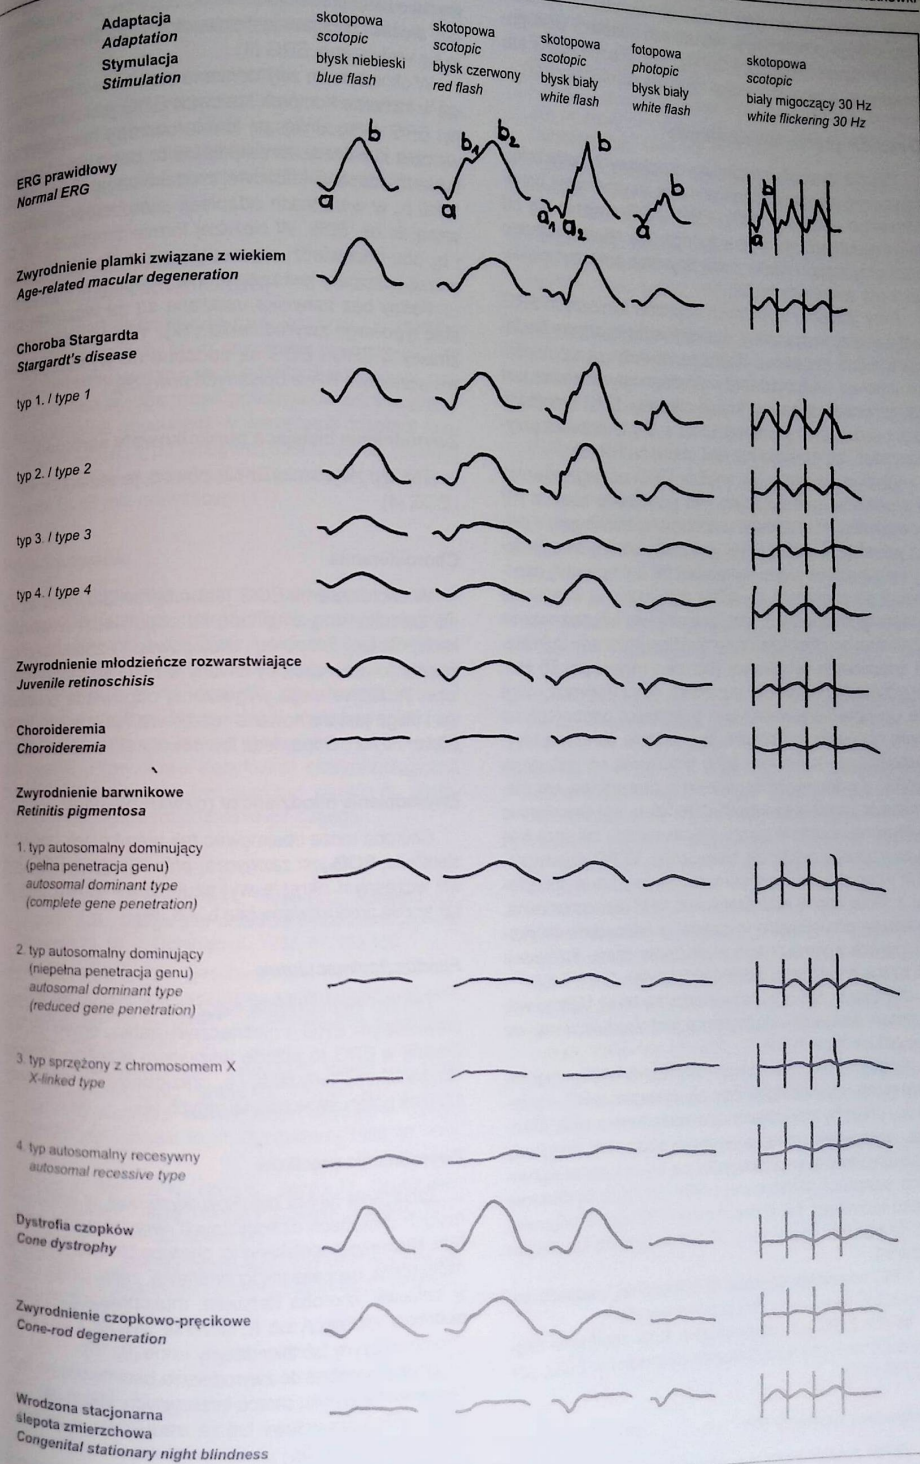 Adaptacja
Adaptation
Stymulacja
Stimulation
skotopowa
scotopic
błysk niebieski
blue flash
skotopowa
scotopic
błysk czerwony
red flash
skotopowa
scotopic
błysk biały
white flash
fotopowa
photopic
błysk biały
white flash
skotopowa
scotopic
biały migoczący 30 Hz
white flickering 30 Hz
ERG prawidłowy
Normal ERG
b
a
b1 b2
a
b
a1 a2
b
a
b
a
Zwyrodnienie plamki związane z wiekiem
Age-related macular degeneration
Choroba Stargardta
Stargardt's disease
typ 1. / type 1
typ 2. / type 2
typ 3. / type 3
typ 4. / type 4
Zwyrodnienie młodzieńcze rozwarstwiające
Juvenile retinoschisis
Choroideremia
Choroideremia
Zwyrodnienie barwnikowe
Retinitis pigmentosa
1. typ autosomalny dominujący
(pełna penetracja genu)
autosomal dominant type
(complete gene penetration)
2. typ autosomalny dominujący
(niepełna penetracja genu)
autosomal dominant type
(reduced gene penetration)
3. typ sprzężony z chromosomem X
X-linked type
4. typ autosomalny recesywny
autosomal recessive type
Dystrofia czopków
Cone dystrophy
Zwyrodnienie czopkowo-pręcikowe
Cone-rod degeneration
Wrodzona stacjonarna
ślepota zmierzchowa
Congenital stationary night blindness